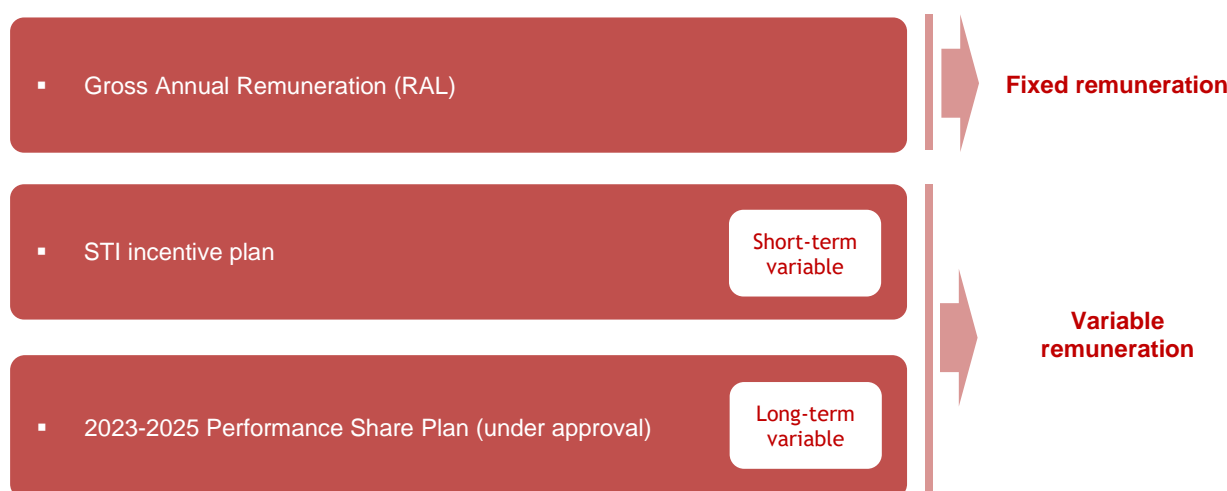 ▪ Gross Annual Remuneration (RAL)
Fixed remuneration
▪ STI incentive plan
Short-term
variable
▪ 2023-2025 Performance Share Plan (under approval)
Long-term
variable
Variable
remuneration